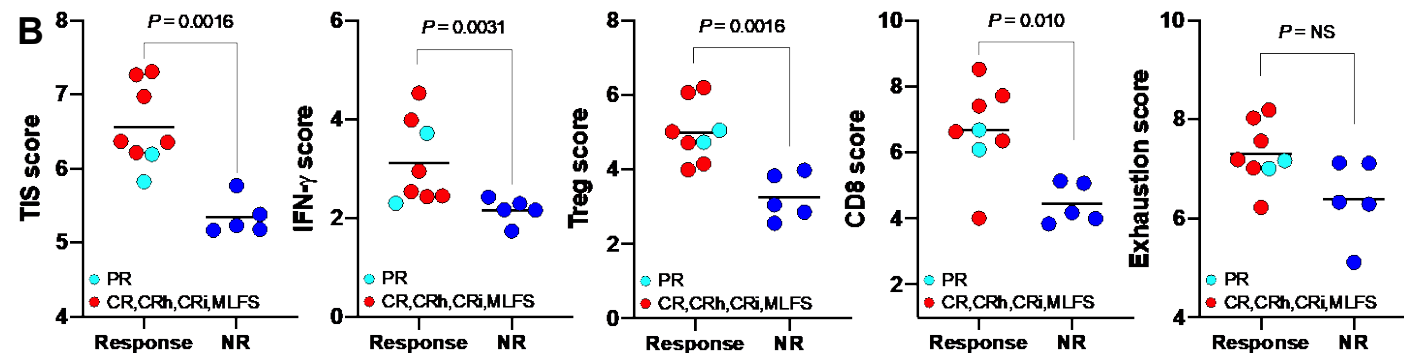 B
TIS score
8
7
6
5
4
P = 0.0016
PR
CR,CRh,CRi,MLFS
Response NR
IFN-γ score
6
4
2
0
P = 0.0031
PR
CR,CRh,CRi,MLFS
Response NR
Treg score
8
6
4
2
0
P = 0.0016
PR
CR,CRh,CRi,MLFS
Response NR
CD8 score
10
8
6
4
2
P = 0.010
PR
CR,CRh,CRi,MLFS
Response NR
Exhaustion score
10
8
6
4
P = NS
PR
CR,CRh,CRi,MLFS
Response NR